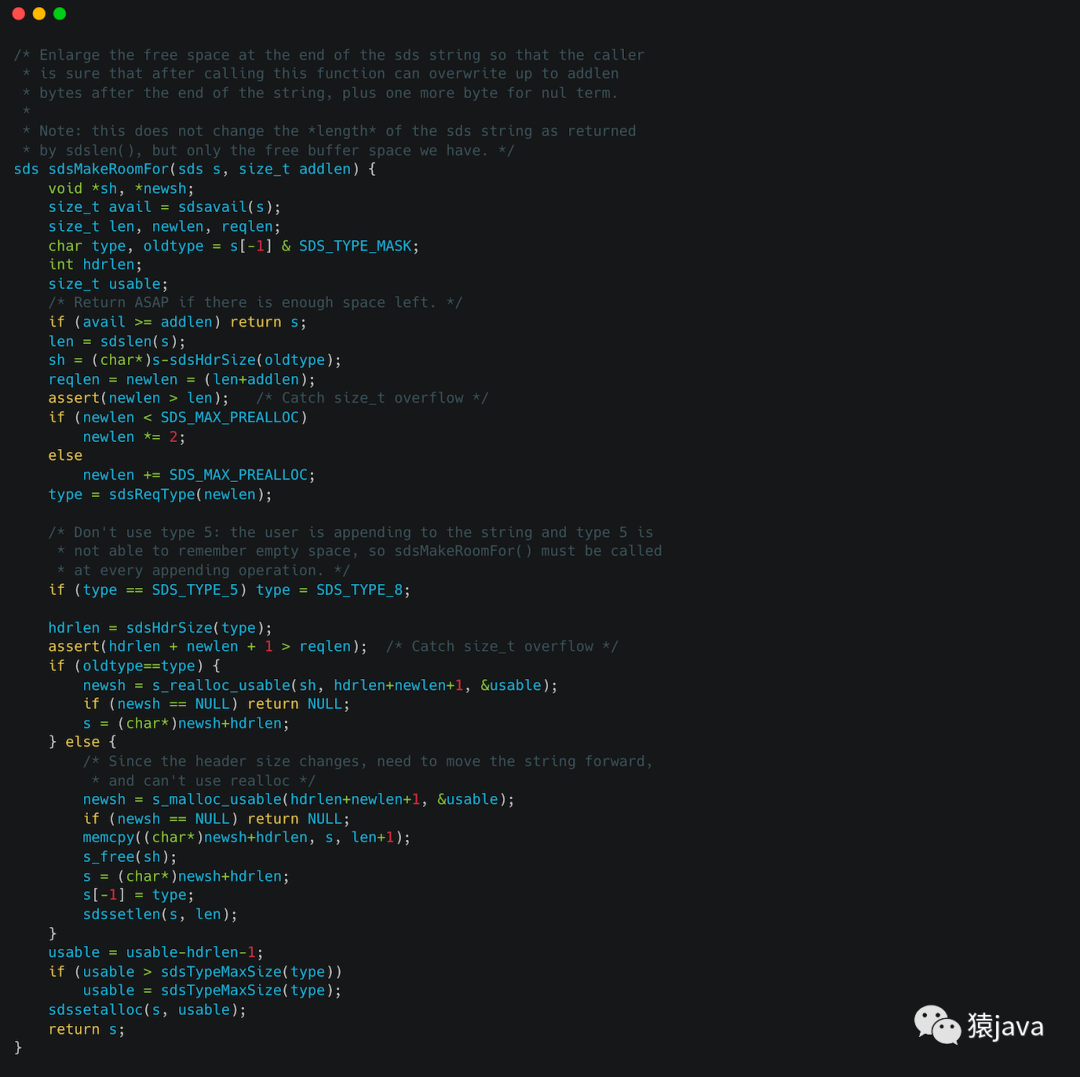 /* Enlarge the free space at the end of the sds string so that the caller
 * is sure that after calling this function can overwrite up to addlen
 * bytes after the end of the string, plus one more byte for nul term.
 *
 * Note: this does not change the *length* of the sds string as returned
 * by sdslen(), but only the free buffer space we have. */
sds sdsMakeRoomFor(sds s, size_t addlen) {
    void *sh, *newsh;
    size_t avail = sdsavail(s);
    size_t len, newlen, reqlen;
    char type, oldtype = s[-1] & SDS_TYPE_MASK;
    int hdrlen;
    size_t usable;
    /* Return ASAP if there is enough space left. */
    if (avail >= addlen) return s;
    len = sdslen(s);
    sh = (char*)s-sdsHdrSize(oldtype);
    reqlen = newlen = (len+addlen);
    assert(newlen > len);   /* Catch size_t overflow */
    if (newlen < SDS_MAX_PREALLOC)
        newlen *= 2;
    else
        newlen += SDS_MAX_PREALLOC;
    type = sdsReqType(newlen);

    /* Don't use type 5: the user is appending to the string and type 5 is
     * not able to remember empty space, so sdsMakeRoomFor() must be called
     * at every appending operation. */
    if (type == SDS_TYPE_5) type = SDS_TYPE_8;

    hdrlen = sdsHdrSize(type);
    assert(hdrlen + newlen + 1 > reqlen);  /* Catch size_t overflow */
    if (oldtype==type) {
        newsh = s_realloc_usable(sh, hdrlen+newlen+1, &usable);
        if (newsh == NULL) return NULL;
        s = (char*)newsh+hdrlen;
    } else {
        /* Since the header size changes, need to move the string forward,
         * and can't use realloc */
        newsh = s_malloc_usable(hdrlen+newlen+1, &usable);
        if (newsh == NULL) return NULL;
        memcpy((char*)newsh+hdrlen, s, len+1);
        s_free(sh);
        s = (char*)newsh+hdrlen;
        s[-1] = type;
        sdssetlen(s, len);
    }
    usable = usable-hdrlen-1;
    if (usable > sdsTypeMaxSize(type))
        usable = sdsTypeMaxSize(type);
    sdssetalloc(s, usable);
    return s;
}
猿java